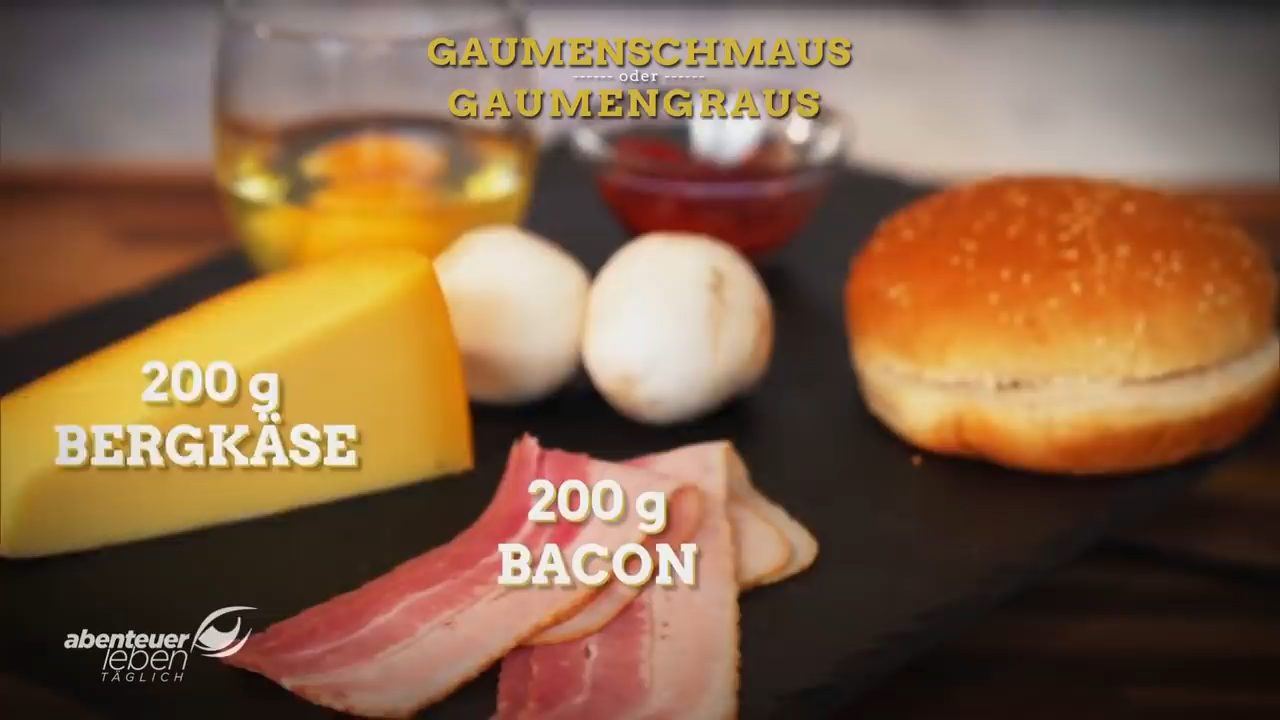 GAUMENSCHMAUS
------ oder ------
GAUMENGRAUS
200 g
BERGKÄSE
200 g
BACON
abenteuer
leben
TÄGLICH